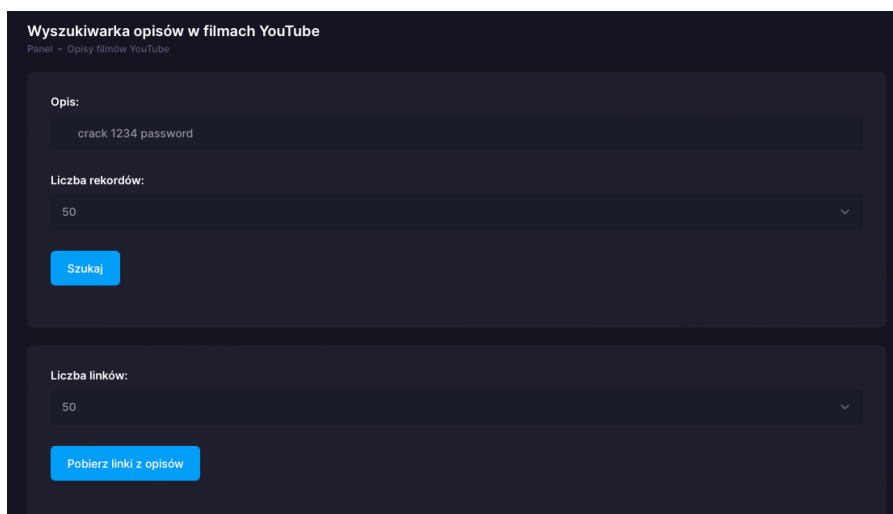 Wyszukiwarka opisów w filmach YouTube
Panel – Opisy filmów YouTube
Opis:
crack 1234 password
Liczba rekordów:
50
Szukaj
Liczba linków:
50
Pobierz linki z opisów